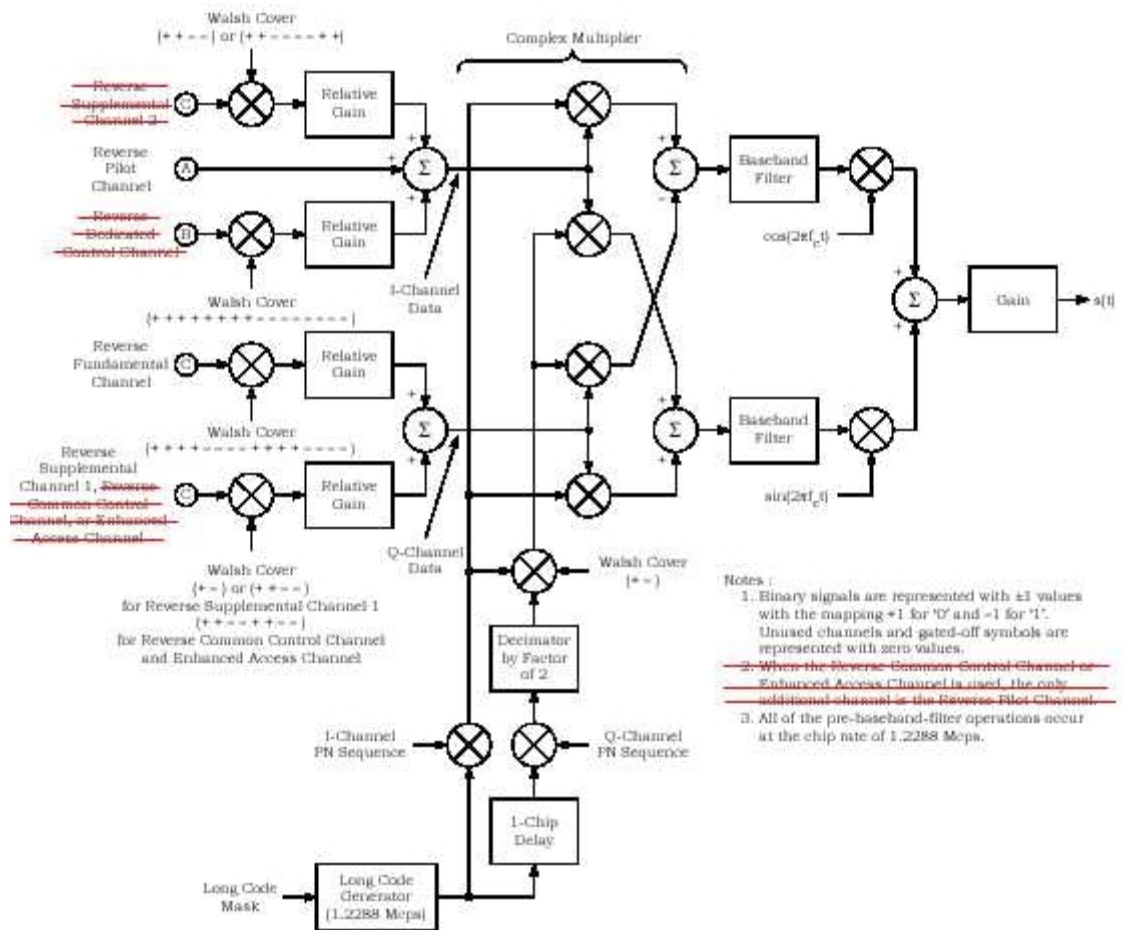 Walsh Cover
(+ + – –) or (+ + – – – – + +)
Complex Multiplier
Reverse
Supplemental
Channel 2
C
Relative
Gain
Reverse
Pilot
Channel
A
Σ
Σ
Baseband
Filter
Reverse
Dedicated
Control Channel
B
Relative
Gain
cos(2πfct)
I-Channel
Data
Walsh Cover
(+ + + + + + + + – – – – – – – –)
Σ
Gain
s(t)
Reverse
Fundamental
Channel
C
Relative
Gain
Σ
Σ
Baseband
Filter
Walsh Cover
(+ + + + – – – – + + + + – – – –)
Reverse
Supplemental
Channel 1, Reverse
Common Control
Channel, or Enhanced
Access Channel
C
Relative
Gain
sin(2πfct)
Q-Channel
Data
Walsh Cover
(+ –) or (+ + – –)
for Reverse Supplemental Channel 1
(+ + – – + + – –)
for Reverse Common Control Channel
and Enhanced Access Channel
Walsh Cover
(+ –)
Decimator
by Factor
of 2
Notes :
1. Binary signals are represented with ±1 values
with the mapping +1 for '0' and –1 for '1'.
Unused channels and gated-off symbols are
represented with zero values.
2. When the Reverse Common Control Channel or
Enhanced Access Channel is used, the only
additional channel is the Reverse Pilot Channel.
3. All of the pre-baseband-filter operations occur
at the chip rate of 1.2288 Mcps.
I-Channel
PN Sequence
Q-Channel
PN Sequence
1-Chip
Delay
Long Code
Mask
Long Code
Generator
(1.2288 Mcps)
+
+
+
+
–
+
+
+
+
+
+